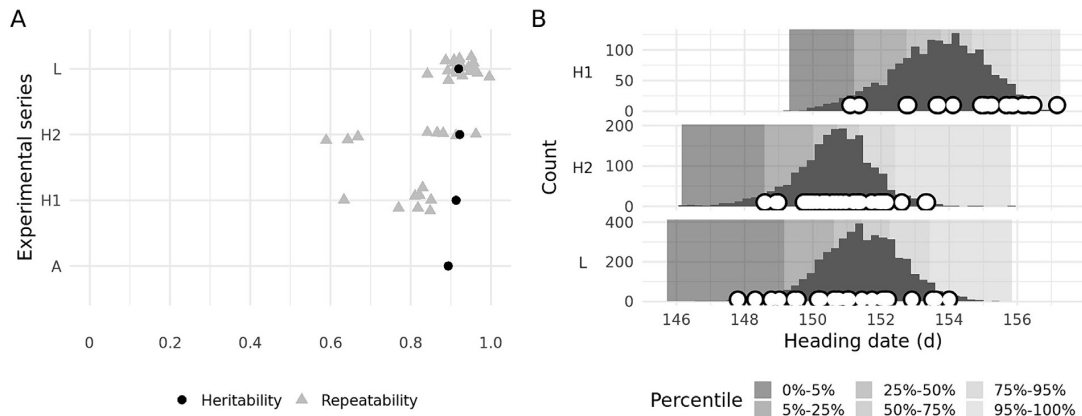 A
Experimental series
L
H2
H1
A
0 0.2 0.4 0.6 0.8 1.0
Heritability Repeatability
B
Count
H1
100
50
0
H2
200
100
0
L
400
200
0
146 148 150 152 154 156
Heading date (d)
Percentile
0%-5% 25%-50% 75%-95%
5%-25% 50%-75% 95%-100%